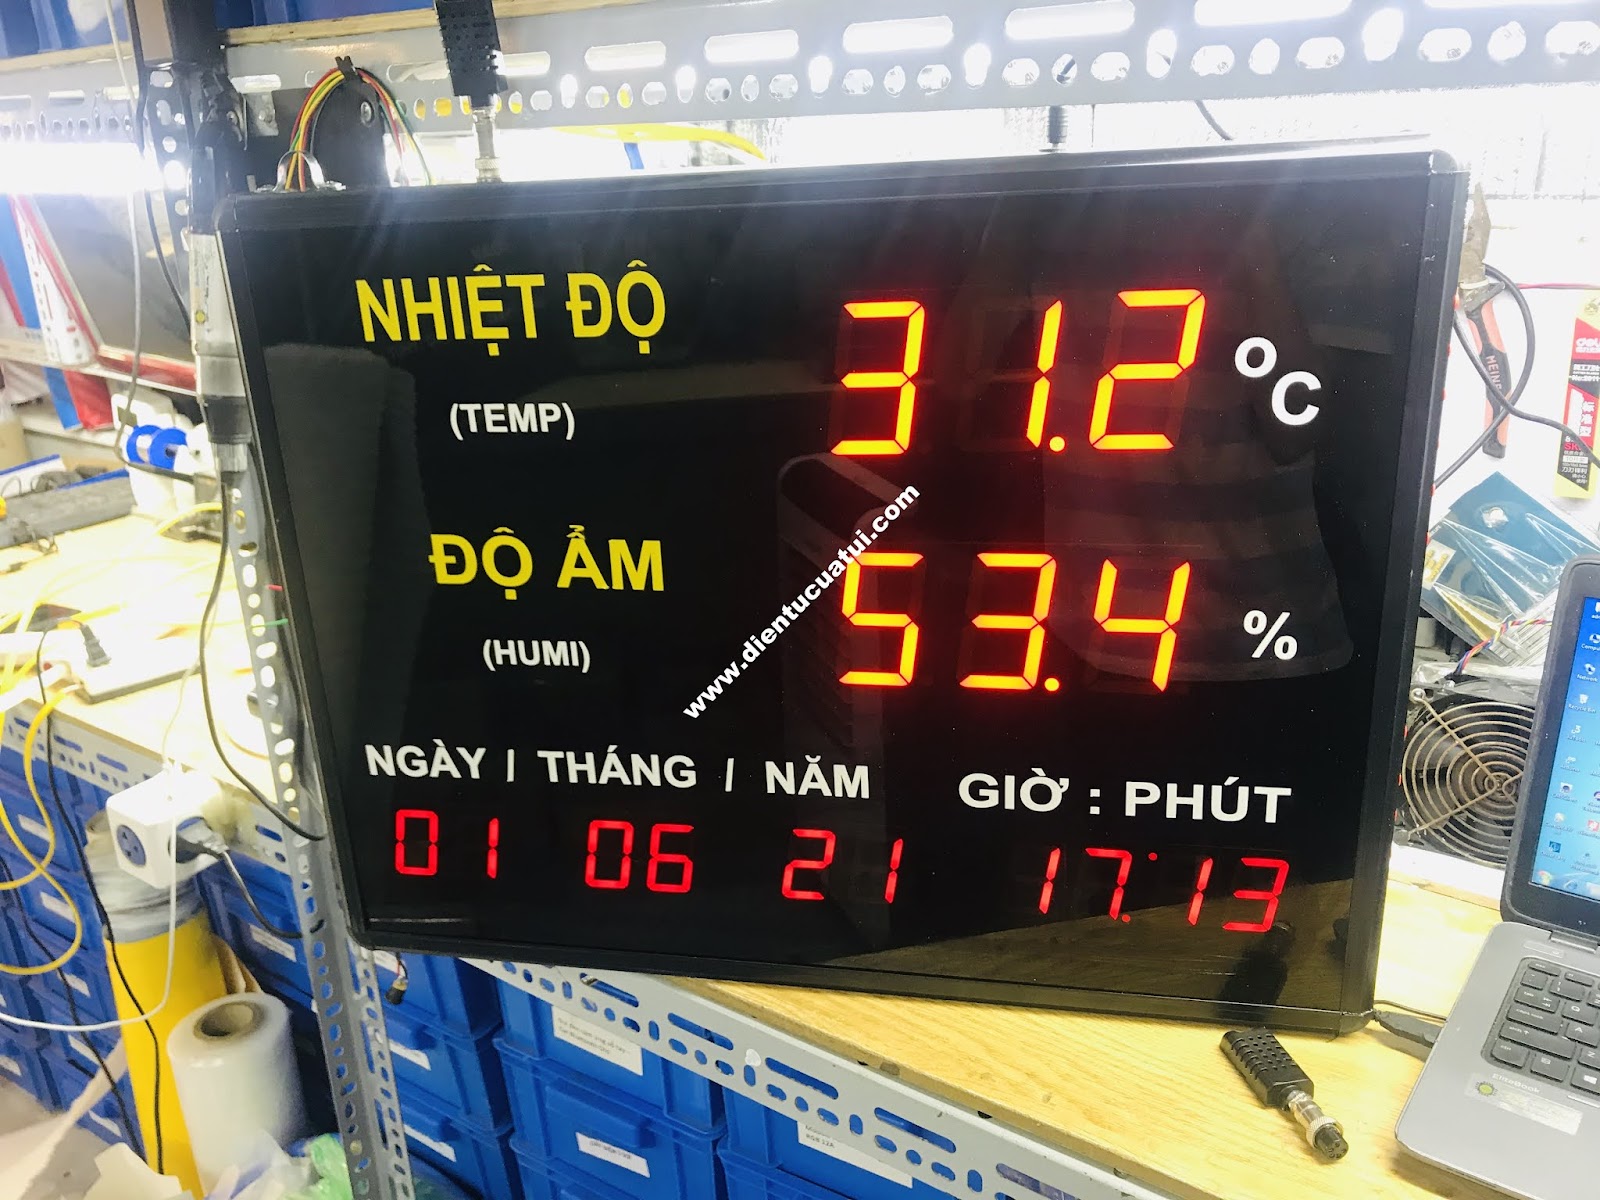 NHIỆT ĐỘ
(TEMP)
31.2 °C
ĐỘ ẨM
(HUMI)
53.4 %
www.dientucuatui.com
NGÀY / THÁNG / NĂM
GIỜ : PHÚT
01 06 21
17:13
EliteBook